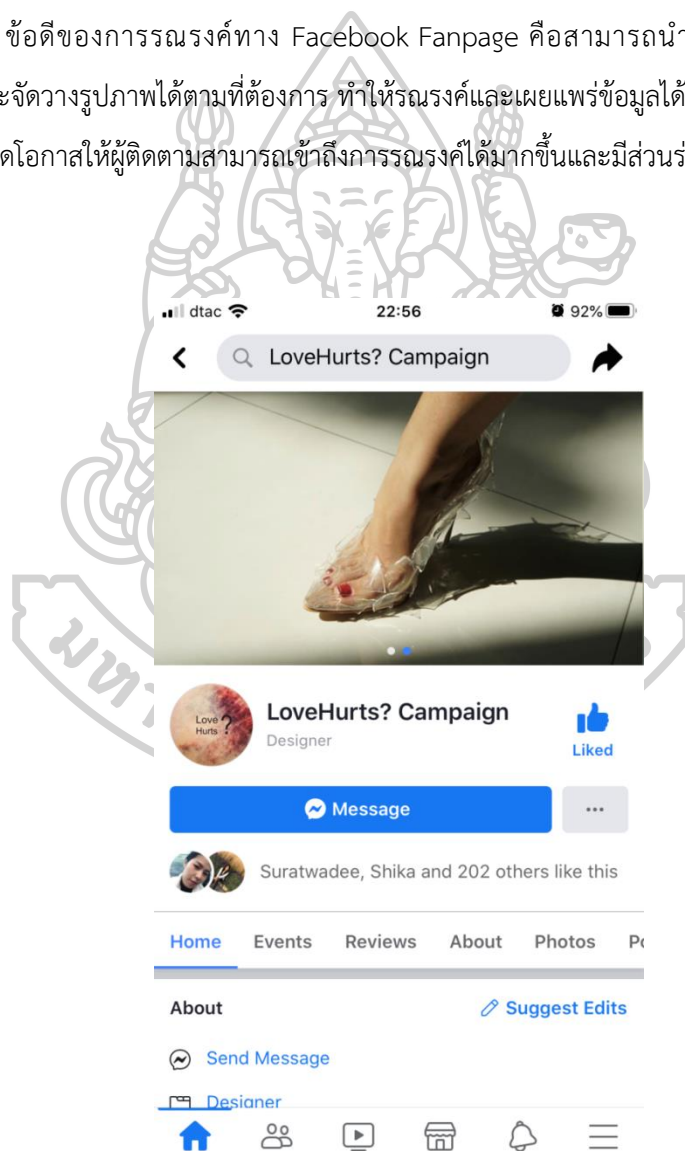 ข้อดีของการรณรงค์ทาง Facebook Fanpage คือสามารถนำ
ะจัดวางรูปภาพได้ตามที่ต้องการ ทำให้รณรงค์และเผยแพร่ข้อมูลได้
ดโอกาสให้ผู้ติดตามสามารถเข้าถึงการรณรงค์ได้มากขึ้นและมีส่วนร่
dtac 22:56 92%
LoveHurts? Campaign
Love Hurts ?
LoveHurts? Campaign
Designer
Liked
Message
Suratwadee, Shika and 202 others like this
Home Events Reviews About Photos Po
About Suggest Edits
Send Message
Designer